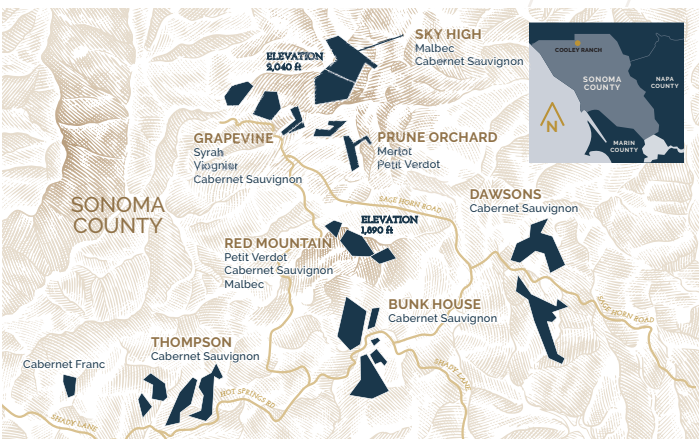 SKY HIGH
Malbec
Cabernet Sauvignon
ELEVATION
2,040 ft
COOLEY RANCH
SONOMA
COUNTY
NAPA
COUNTY
MARIN
COUNTY
N
GRAPEVINE
Syrah
Viognier
Cabernet Sauvignon
PRUNE ORCHARD
Merlot
Petit Verdot
SAGE HORN ROAD
DAWSONS
Cabernet Sauvignon
SONOMA
COUNTY
ELEVATION
1,890 ft
RED MOUNTAIN
Petit Verdot
Cabernet Sauvignon
Malbec
BUNK HOUSE
Cabernet Sauvignon
SAGE HORN ROAD
THOMPSON
Cabernet Sauvignon
Cabernet Franc
SHADY LANE
HOT SPRINGS RD
SHADY LANE